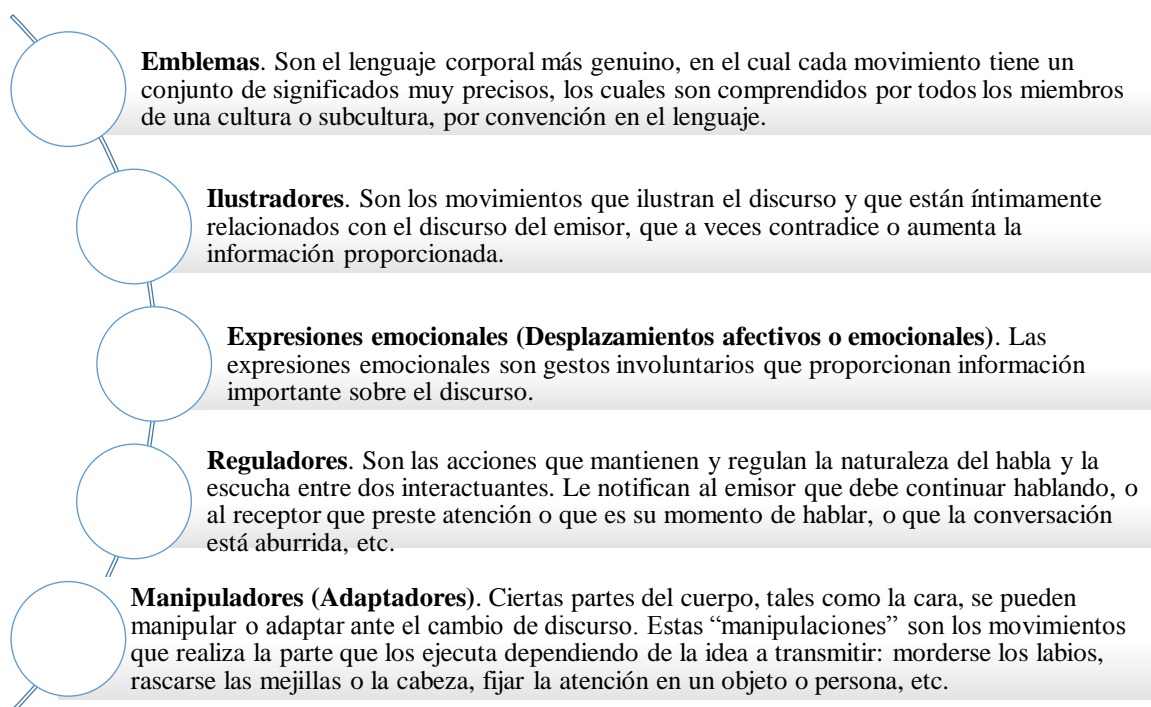 Emblemas. Son el lenguaje corporal más genuino, en el cual cada movimiento tiene un
conjunto de significados muy precisos, los cuales son comprendidos por todos los miembros
de una cultura o subcultura, por convención en el lenguaje.
Ilustradores. Son los movimientos que ilustran el discurso y que están íntimamente
relacionados con el discurso del emisor, que a veces contradice o aumenta la
información proporcionada.
Expresiones emocionales (Desplazamientos afectivos o emocionales). Las
expresiones emocionales son gestos involuntarios que proporcionan información
importante sobre el discurso.
Reguladores. Son las acciones que mantienen y regulan la naturaleza del habla y la
escucha entre dos interactuantes. Le notifican al emisor que debe continuar hablando, o
al receptor que preste atención o que es su momento de hablar, o que la conversación
está aburrida, etc.
Manipuladores (Adaptadores). Ciertas partes del cuerpo, tales como la cara, se pueden
manipular o adaptar ante el cambio de discurso. Estas “manipulaciones” son los movimientos
que realiza la parte que los ejecuta dependiendo de la idea a transmitir: morderse los labios,
rascarse las mejillas o la cabeza, fijar la atención en un objeto o persona, etc.